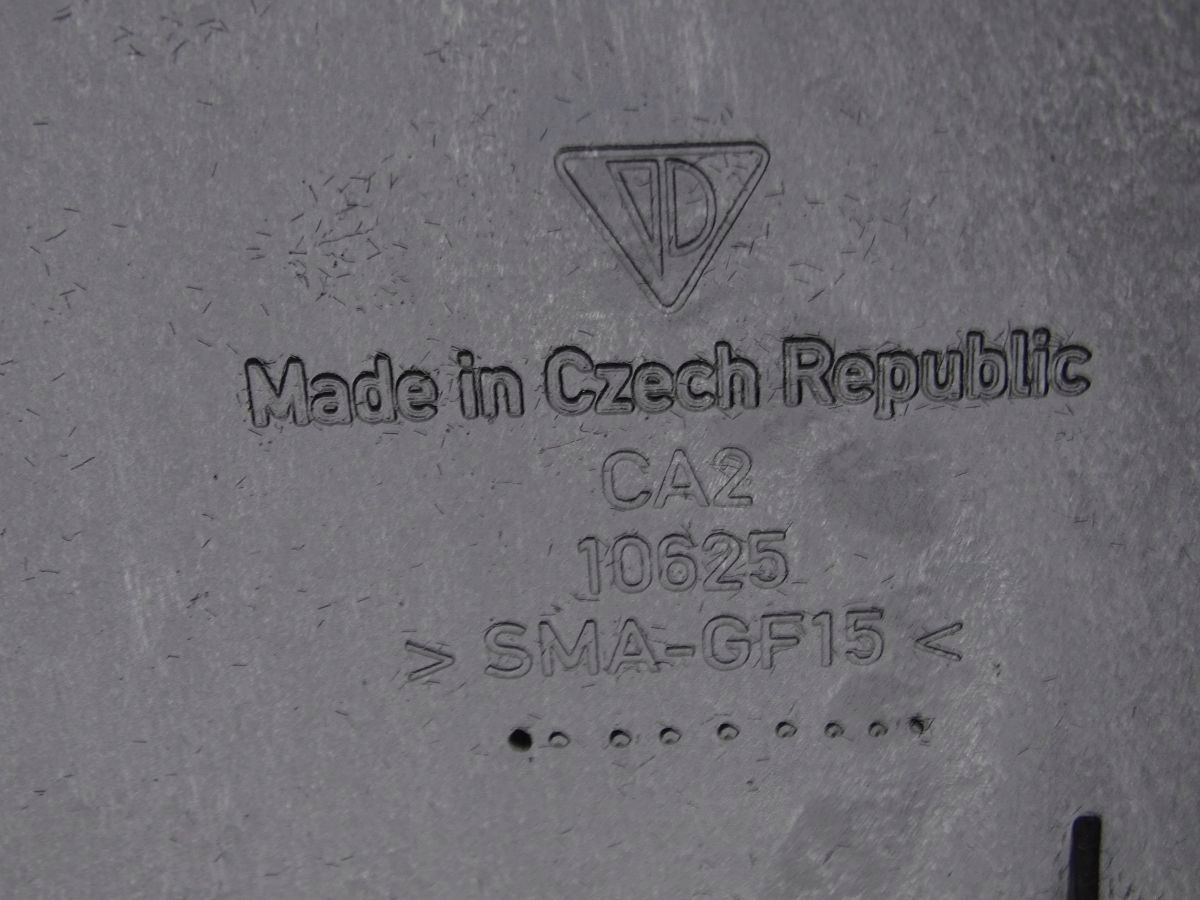 Made in Czech Republic
CA2
10625
> SMA-GF15 <